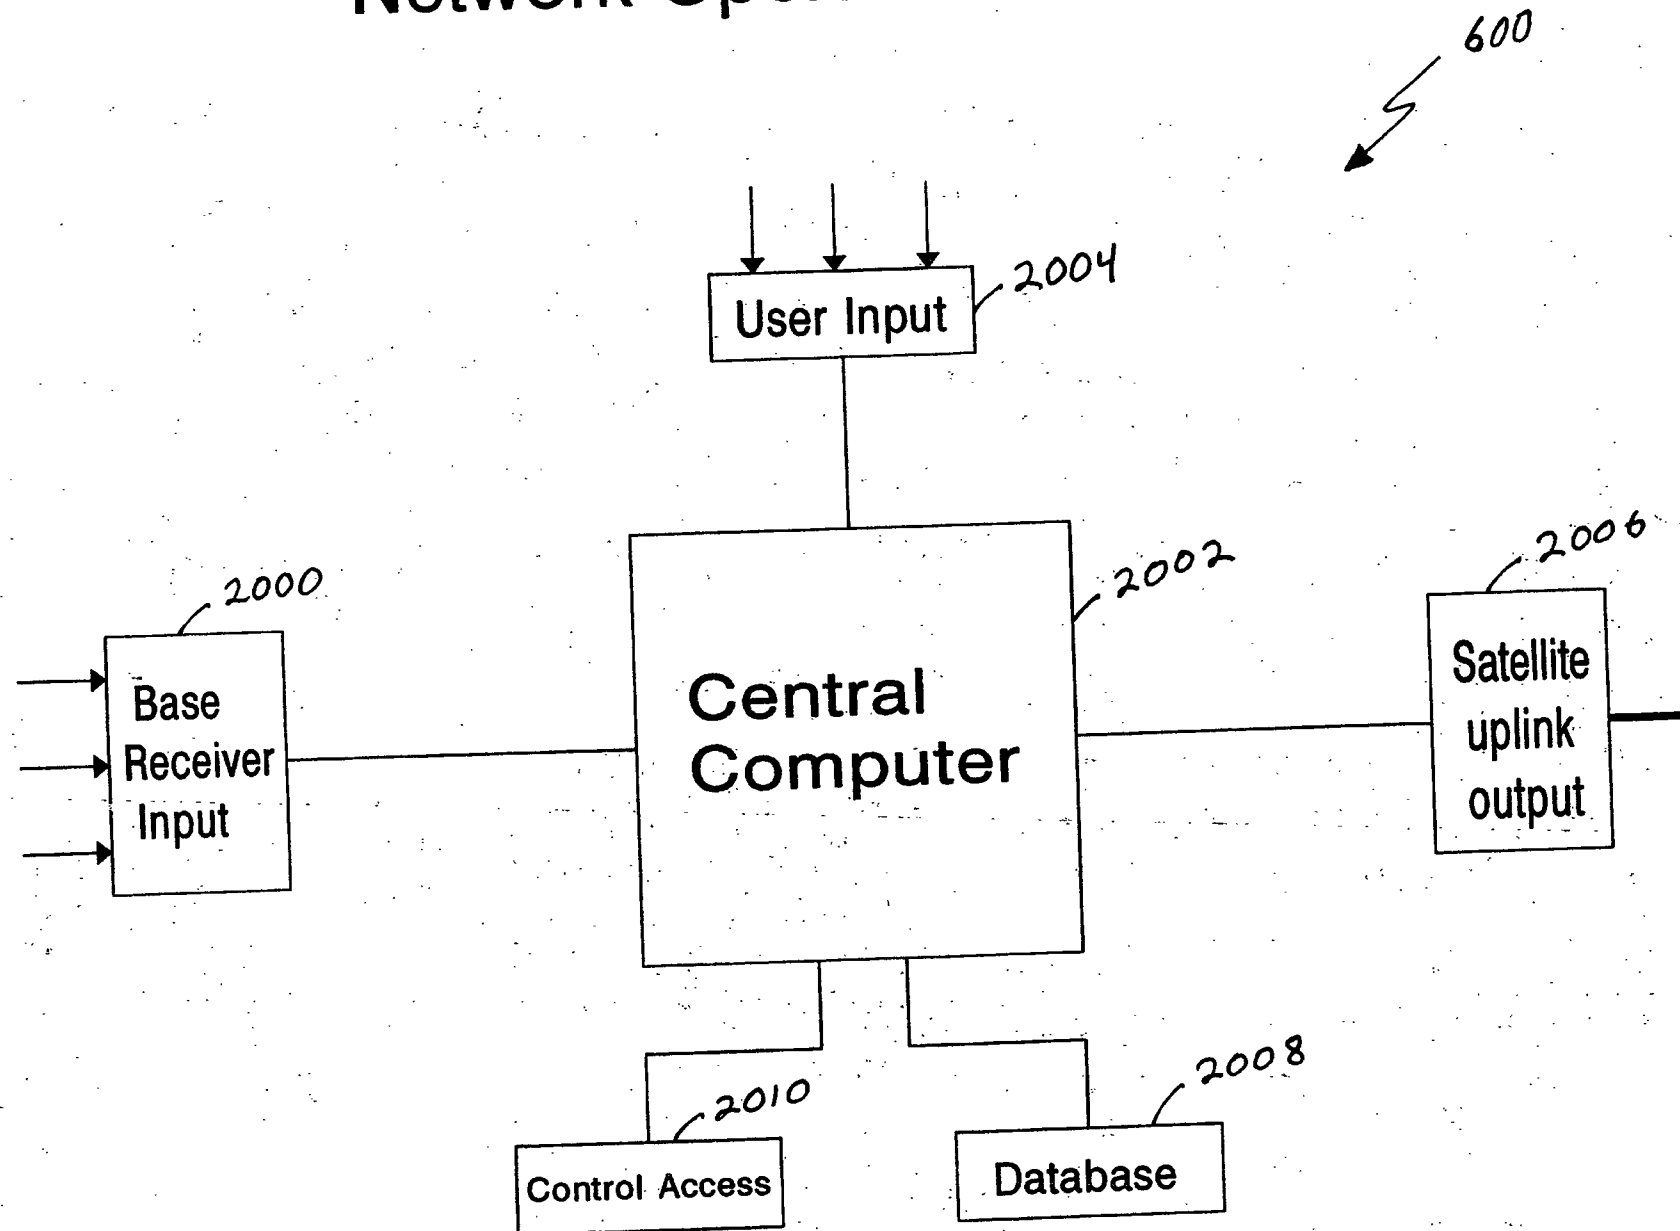 Network
600
2004
User Input
2006
2002
2000
Satellite
uplink
output
Base
Receiver
Input
Central
Computer
2008
2010
Control Access
Database